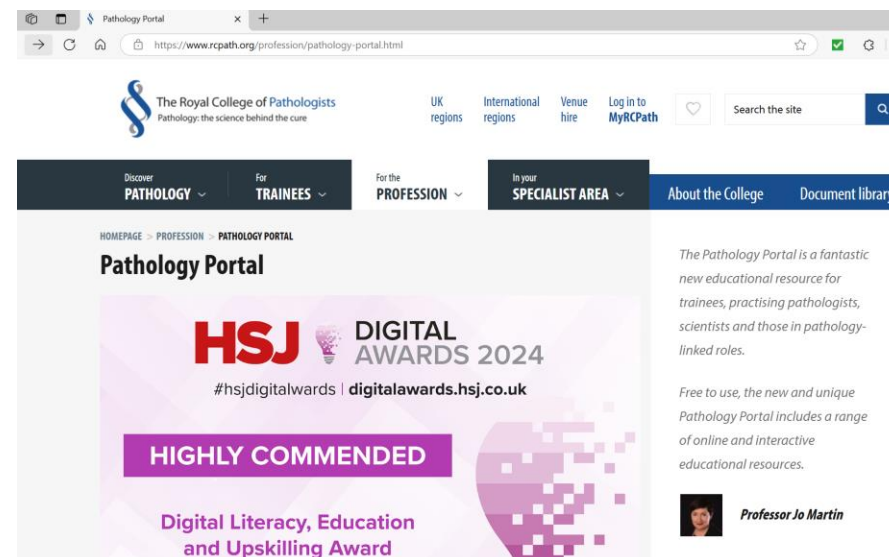 Pathology Portal
https://www.rcpath.org/profession/pathology-portal.html
The Royal College of Pathologists
Pathology: the science behind the cure
UK regions
International regions
Venue hire
Log in to MyRCPath
Search the site
Discover
PATHOLOGY
For
TRAINEES
For the
PROFESSION
In your
SPECIALIST AREA
About the College
Document library
HOMEPAGE > PROFESSION > PATHOLOGY PORTAL
Pathology Portal
HSJ DIGITAL
AWARDS 2024
#hsjdigitalwards | digitalawards.hsj.co.uk
HIGHLY COMMENDED
Digital Literacy, Education
and Upskilling Award
The Pathology Portal is a fantastic
new educational resource for
trainees, practising pathologists,
scientists and those in pathology-
linked roles.
Free to use, the new and unique
Pathology Portal includes a range
of online and interactive
educational resources.
Professor Jo Martin